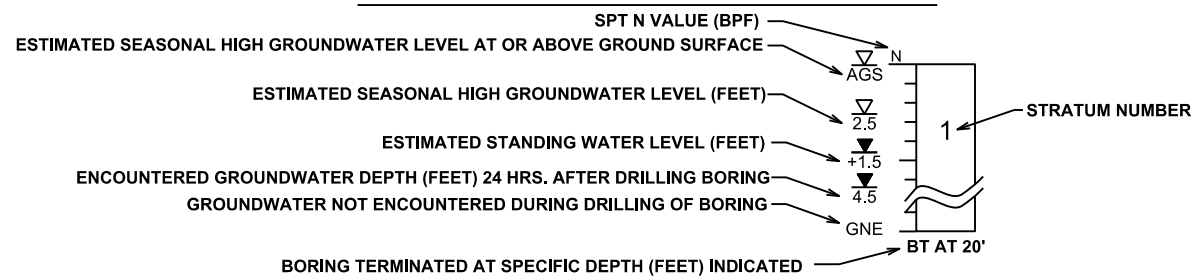 SPT N VALUE (BPF)
N
ESTIMATED SEASONAL HIGH GROUNDWATER LEVEL AT OR ABOVE GROUND SURFACE
AGS
ESTIMATED SEASONAL HIGH GROUNDWATER LEVEL (FEET)
2.5
STRATUM NUMBER
1
ESTIMATED STANDING WATER LEVEL (FEET)
+1.5
ENCOUNTERED GROUNDWATER DEPTH (FEET) 24 HRS. AFTER DRILLING BORING
4.5
GROUNDWATER NOT ENCOUNTERED DURING DRILLING OF BORING
GNE
BT AT 20'
BORING TERMINATED AT SPECIFIC DEPTH (FEET) INDICATED